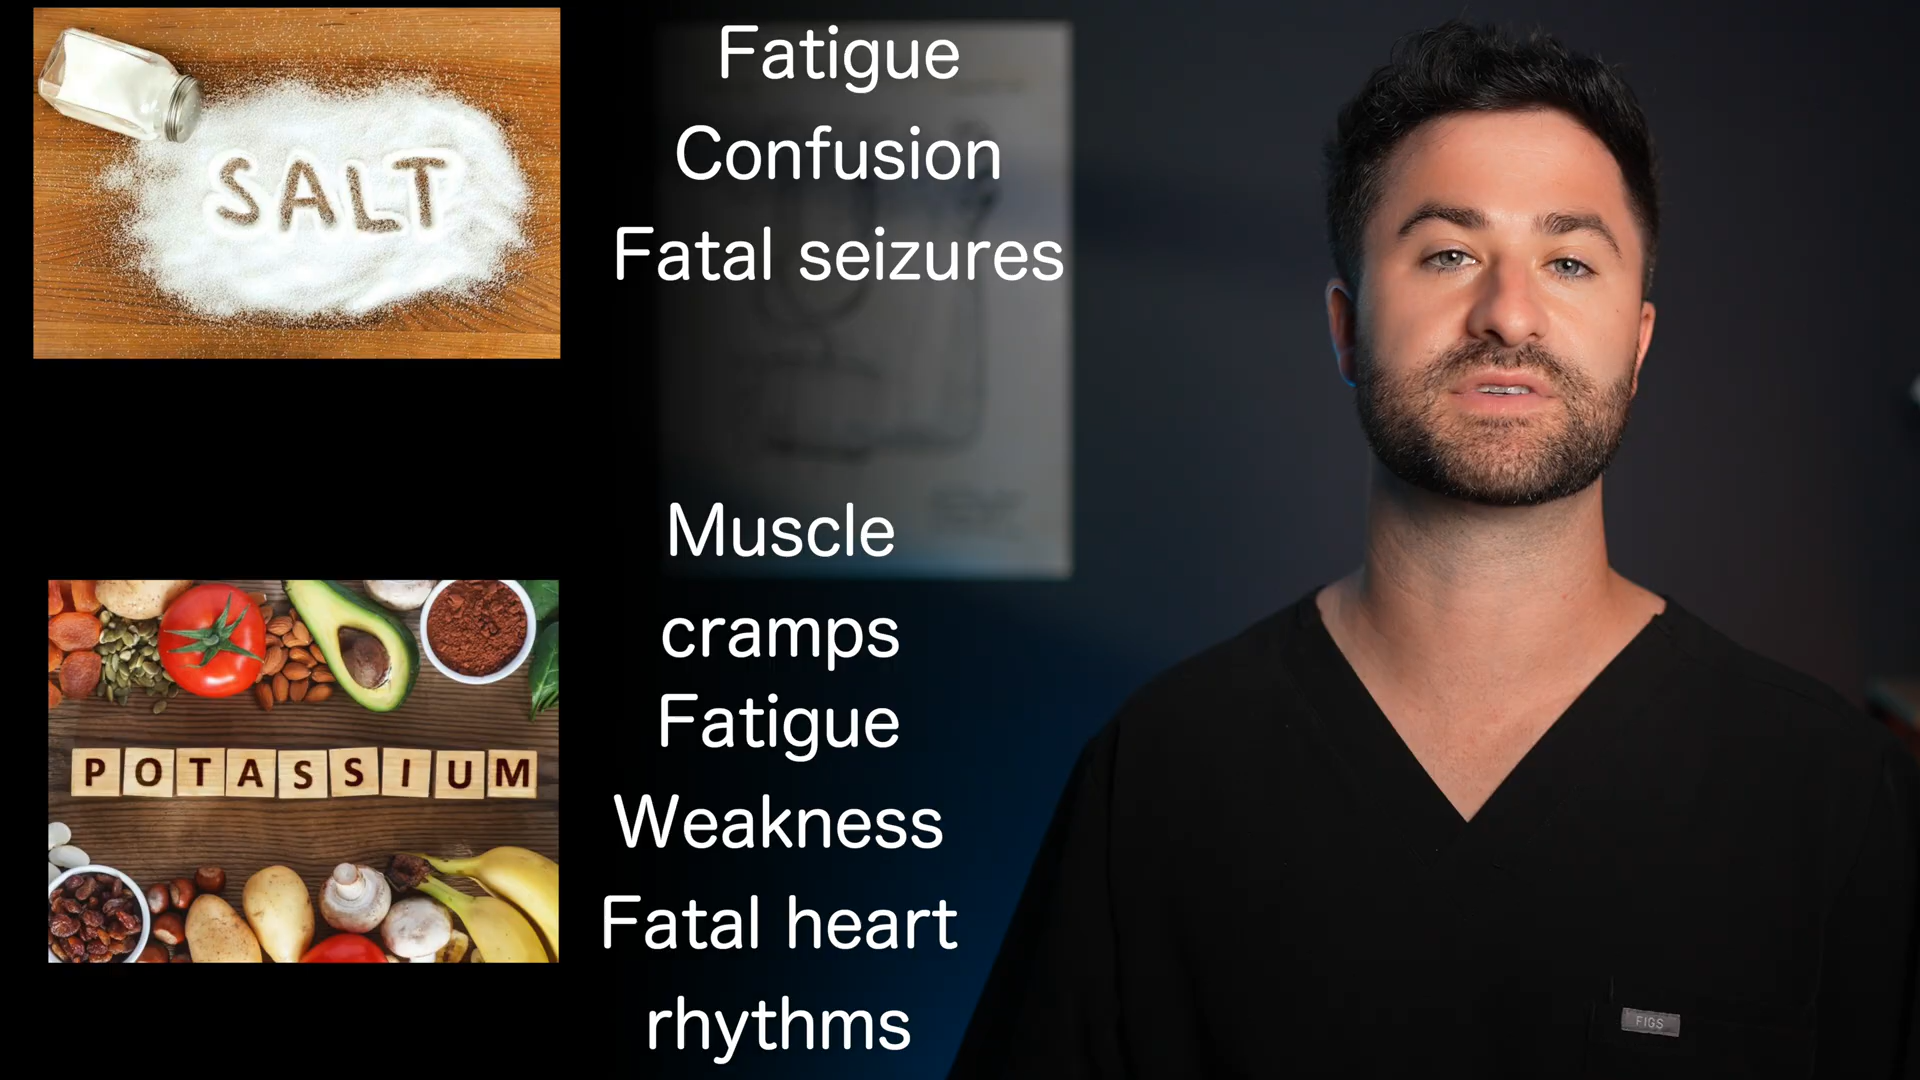 SALT
Fatigue
Confusion
Fatal seizures
POTASSIUM
Muscle
cramps
Fatigue
Weakness
Fatal heart
rhythms
FIGS